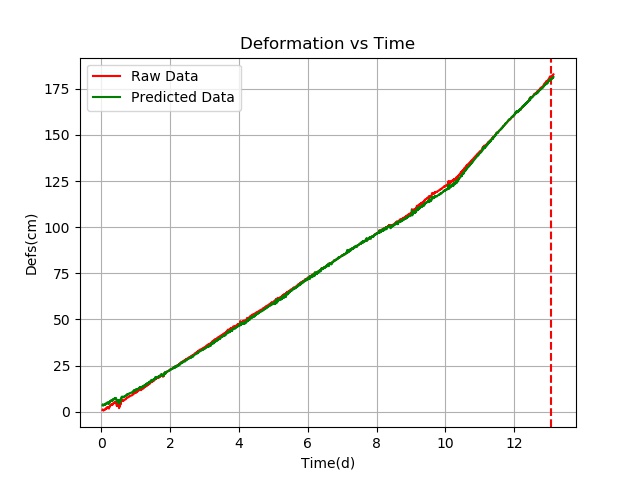 Deformation vs Time
Raw Data
Predicted Data
175
150
125
100
75
50
25
0
Defs(cm)
0 2 4 6 8 10 12
Time(d)